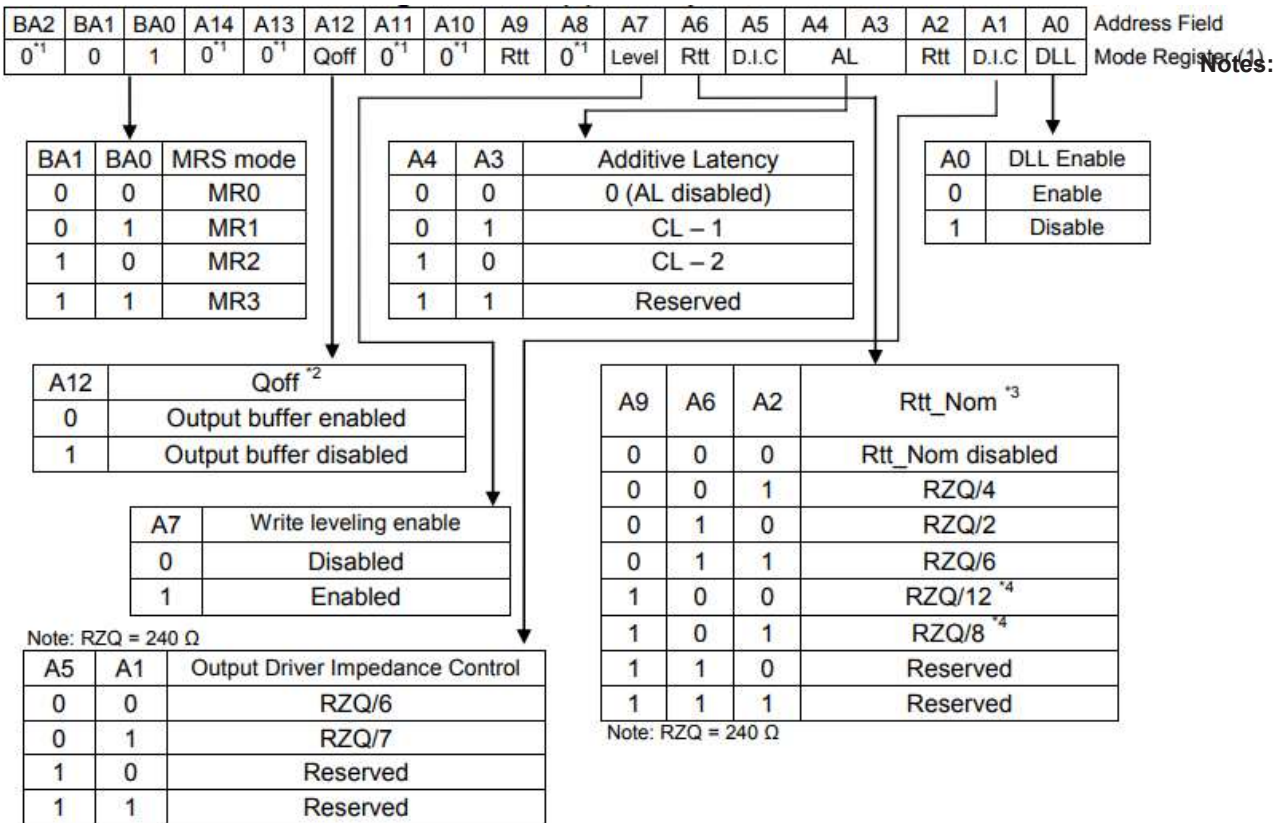 BA2 BA1 BA0 A14 A13 A12 A11 A10 A9 A8 A7 A6 A5 A4 A3 A2 A1 A0 Address Field
0*1 0 1 0*1 0*1 Qoff 0*1 0*1 Rtt 0*1 Level Rtt D.I.C AL Rtt D.I.C DLL Mode Register (1)
Notes:
BA1 BA0 MRS mode
0 0 MR0
0 1 MR1
1 0 MR2
1 1 MR3
A4 A3 Additive Latency
0 0 0 (AL disabled)
0 1 CL – 1
1 0 CL – 2
1 1 Reserved
A0 DLL Enable
0 Enable
1 Disable
A12 Qoff *2
0 Output buffer enabled
1 Output buffer disabled
A9 A6 A2 Rtt_Nom *3
0 0 0 Rtt_Nom disabled
0 0 1 RZQ/4
0 1 0 RZQ/2
0 1 1 RZQ/6
1 0 0 RZQ/12 *4
1 0 1 RZQ/8 *4
1 1 0 Reserved
1 1 1 Reserved
Note: RZQ = 240 Ω
A7 Write leveling enable
0 Disabled
1 Enabled
Note: RZQ = 240 Ω
A5 A1 Output Driver Impedance Control
0 0 RZQ/6
0 1 RZQ/7
1 0 Reserved
1 1 Reserved